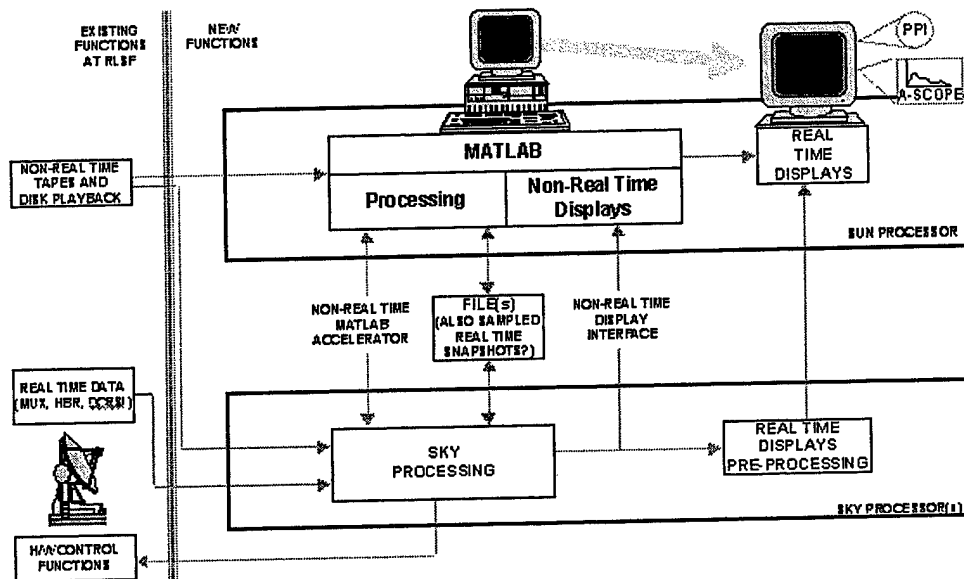 EXISTING
FUNCTIONS
AT RLSF
NEW
FUNCTIONS
PPI
A-SCOPE
MATLAB
Processing
Non-Real Time
Displays
REAL
TIME
DISPLAYS
NON-REAL TIME
TAPES AND
DISK PLAYBACK
SUN PROCESSOR
NON-REAL TIME
MATLAB
ACCELERATOR
FILE(s)
(ALSO SAMPLED
REAL TIME
SNAPSHOTS?)
NON-REAL TIME
DISPLAY
INTERFACE
REAL TIME DATA
(MUX, HBR, DCRSI)
SKY
PROCESSING
REAL TIME
DISPLAYS
PRE-PROCESSING
SKY PROCESSOR(s)
H/W CONTROL
FUNCTIONS